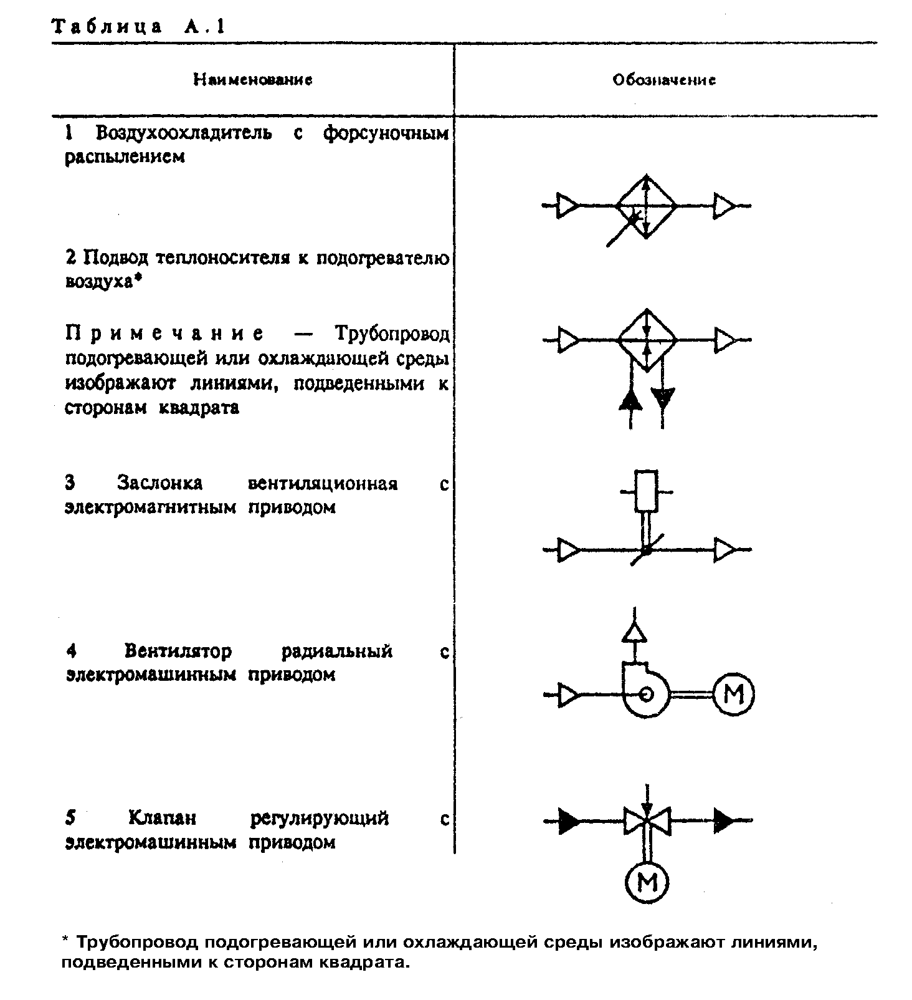 Таблица А.1
Наименование
Обозначение
1 Воздухоохладитель с форсуночным
распылением
2 Подвод теплоносителя к подогревателю
воздуха*
Примечание — Трубопровод
подогревающей или охлаждающей среды
изображают линиями, подведенными к
сторонам квадрата
3 Заслонка вентиляционная с
электромагнитным приводом
4 Вентилятор радиальный с
электромашинным приводом
M
5 Клапан регулирующий с
электромашинным приводом
M
* Трубопровод подогревающей или охлаждающей среды изображают линиями,
подведенными к сторонам квадрата.